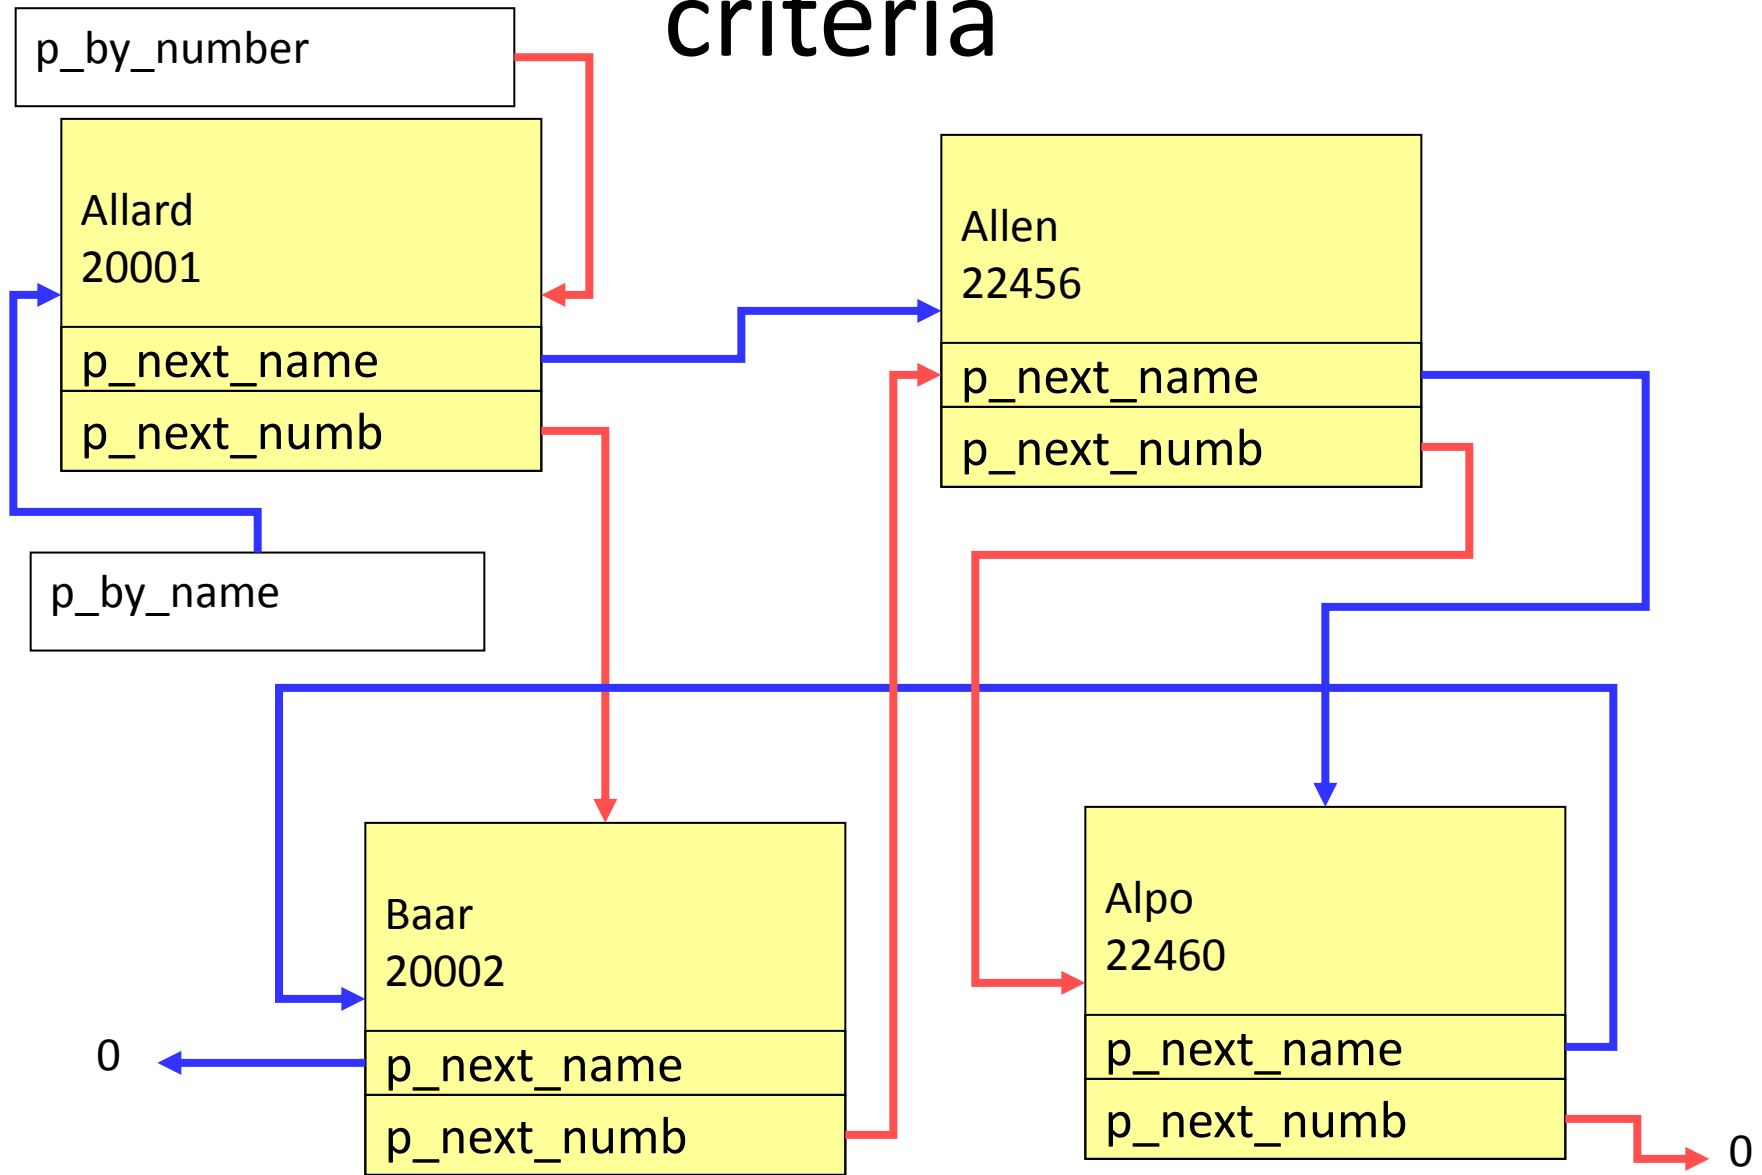 criteria
p_by_number
Allard
20001
p_next_name
p_next_numb
Allen
22456
p_next_name
p_next_numb
p_by_name
Baar
20002
p_next_name
p_next_numb
0
Alpo
22460
p_next_name
p_next_numb
0